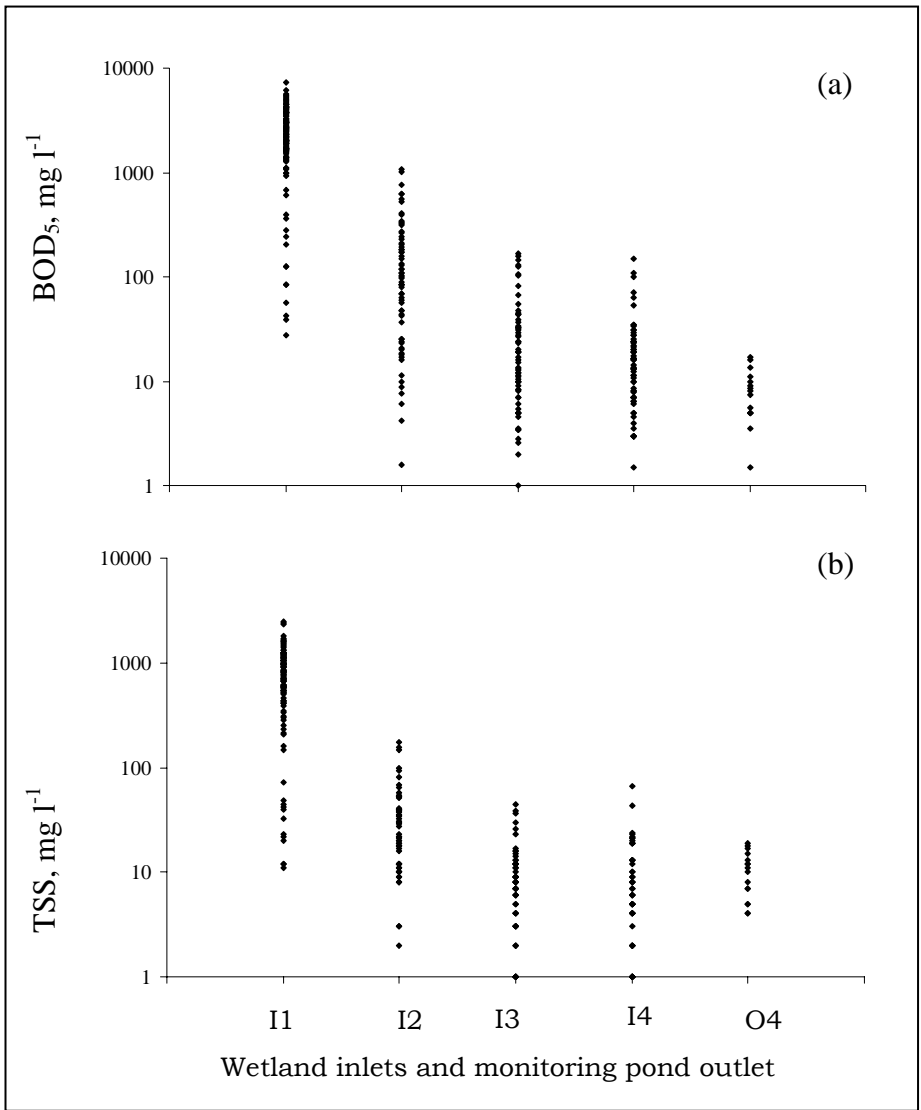 (a)
10000
1000
100
10
1
BOD₅, mg l⁻¹
(b)
10000
1000
100
10
1
TSS, mg l⁻¹
I1 I2 I3 I4 O4
Wetland inlets and monitoring pond outlet